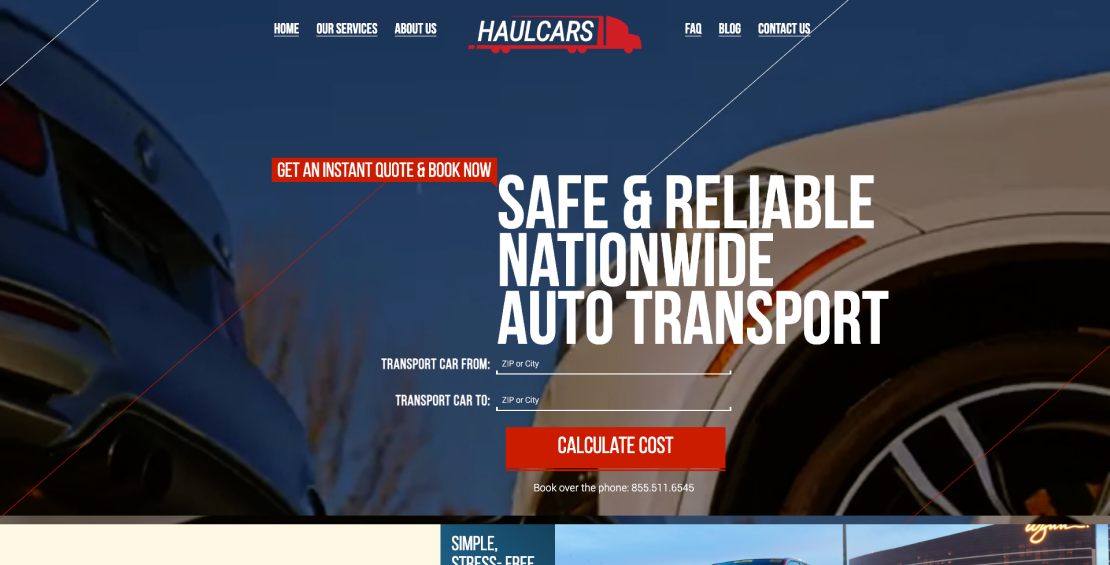 HOME OUR SERVICES ABOUT US HAULCARS FAQ BLOG CONTACT US
GET AN INSTANT QUOTE & BOOK NOW
SAFE & RELIABLE
NATIONWIDE
AUTO TRANSPORT
TRANSPORT CAR FROM: ZIP or City
TRANSPORT CAR TO: ZIP or City
CALCULATE COST
Book over the phone: 855.511.6545
SIMPLE,
STRESS- FREE
wynn